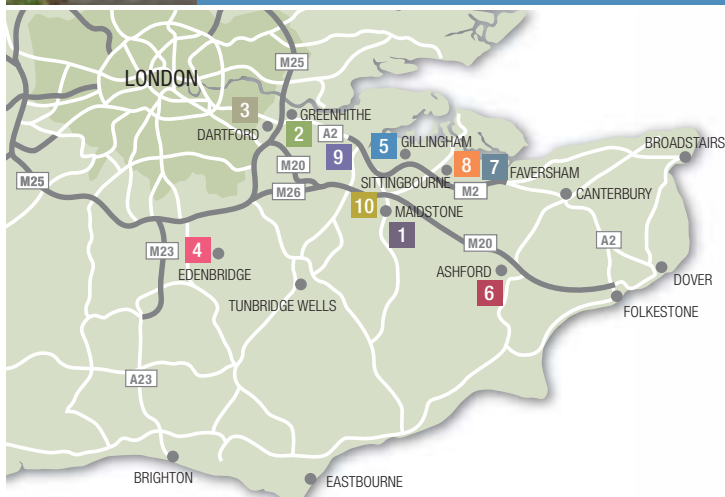 M25
LONDON
3
GREENHITHE
DARTFORD
2
A2
5
GILLINGHAM
BROADSTAIRS
9
M20
8
7
FAVERSHAM
M25
M26
SITTINGBOURNE
M2
CANTERBURY
10
MAIDSTONE
1
M23
4
M20
A2
EDENBRIDGE
ASHFORD
DOVER
6
TUNBRIDGE WELLS
FOLKESTONE
A23
BRIGHTON
EASTBOURNE